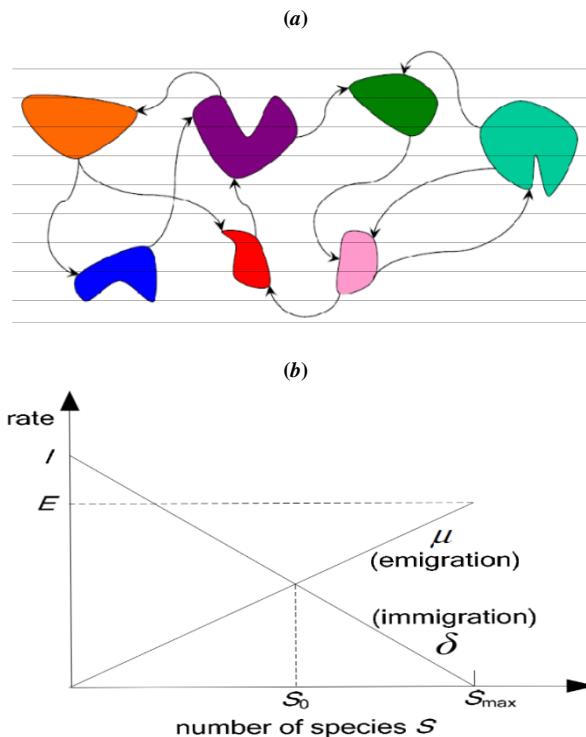 (a)
(b)
rate
I
E
μ
(emigration)
(immigration)
δ
S₀
Sₘₐₓ
number of species S